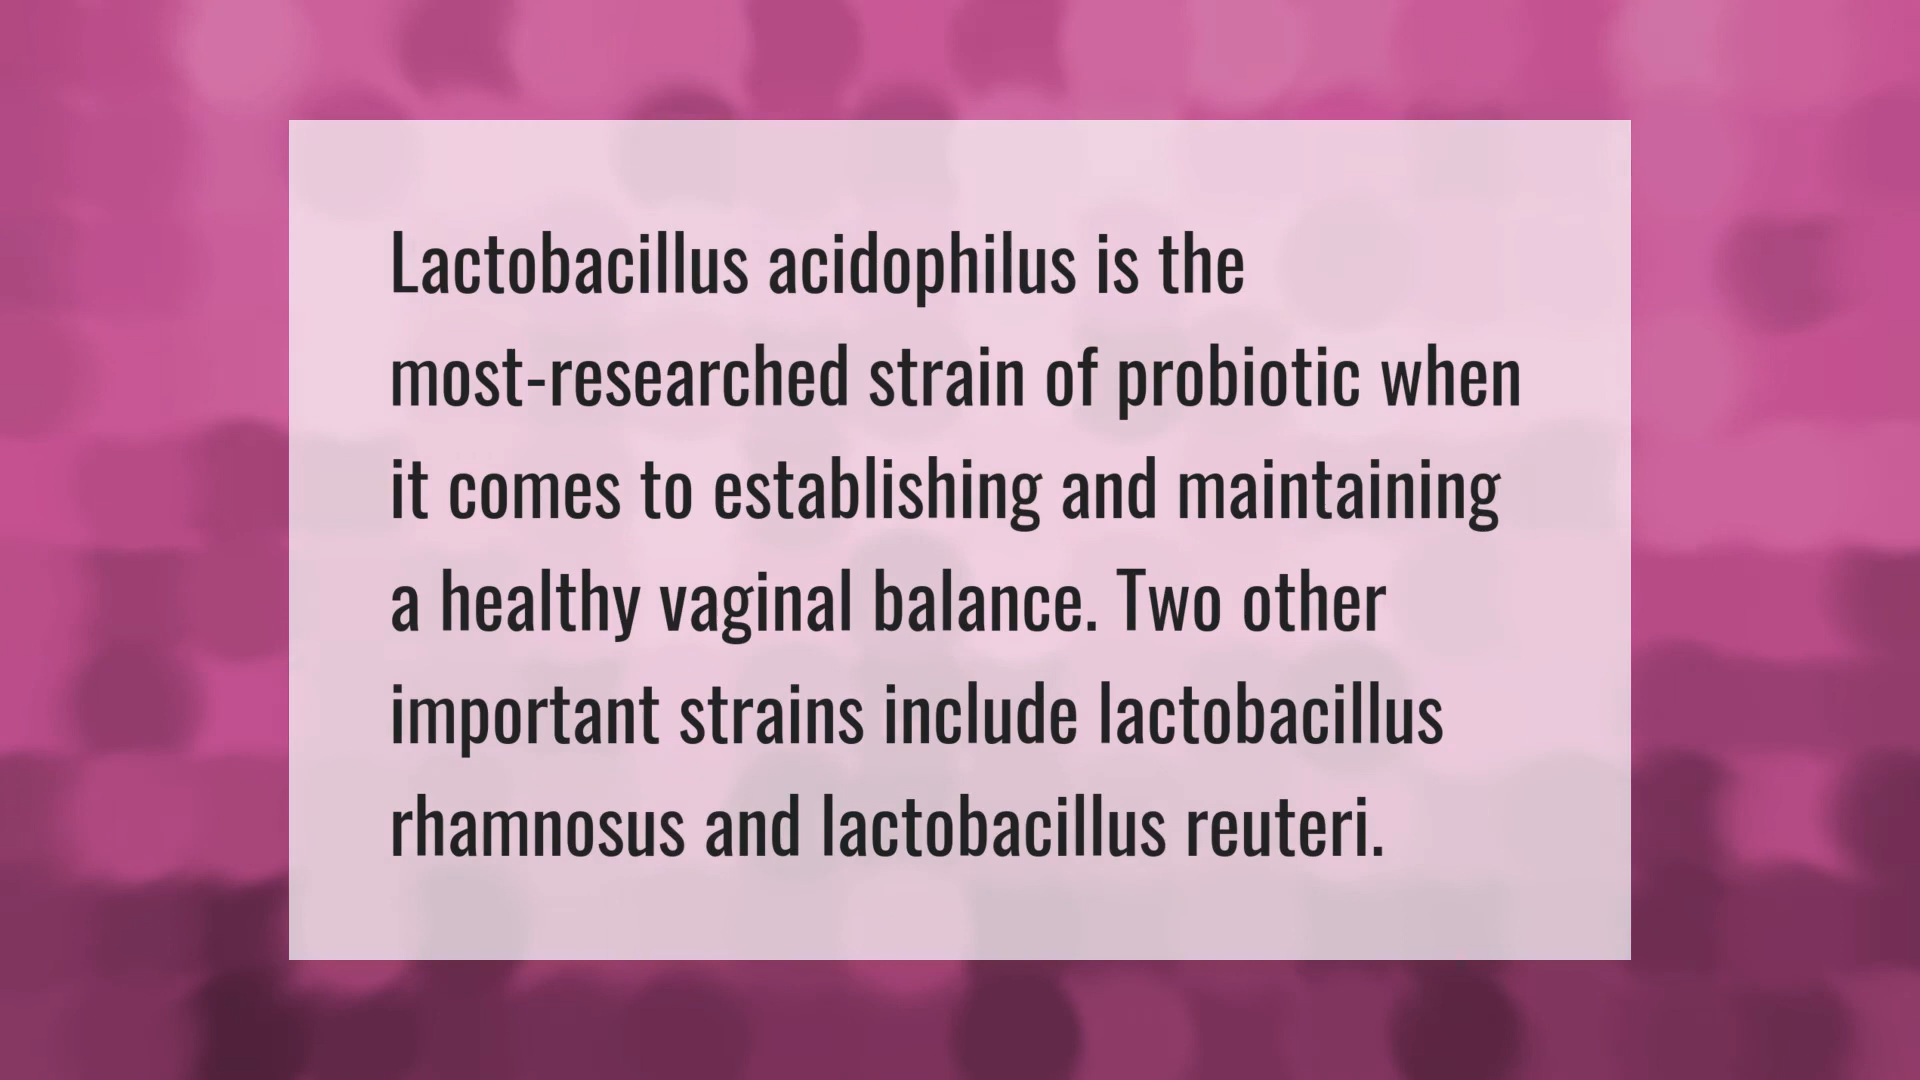 Lactobacillus acidophilus is the
most-researched strain of probiotic when
it comes to establishing and maintaining
a healthy vaginal balance. Two other
important strains include lactobacillus
rhamnosus and lactobacillus reuteri.